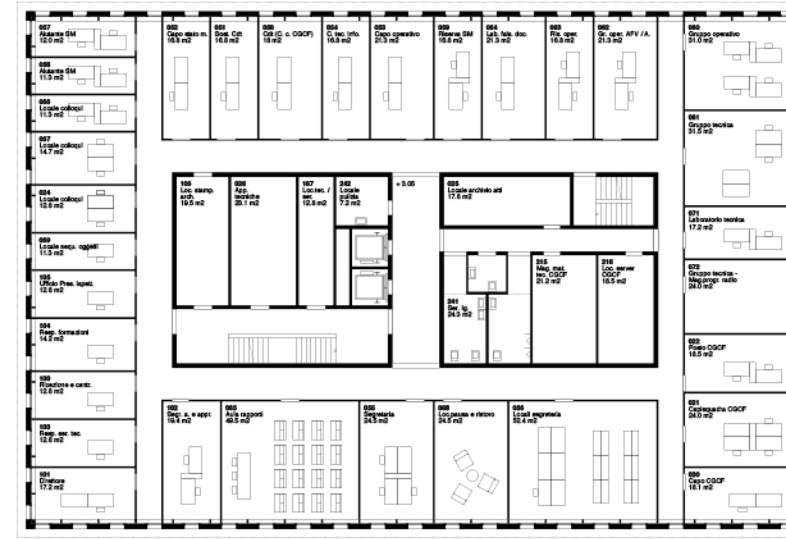 057
Aiutante SM
12.0 m2
058
Aiutante SM
11.3 m2
Locale colloqui
11.3 m2
057
Locale colloqui
14.7 m2
024
Locale colloqui
12.6 m2
059
Locale sequ. oggetti
11.3 m2
105
Ufficio Pres. Ispett.
12.6 m2
104
Resp. formazioni
14.2 m2
100
Ricezione e centr.
12.6 m2
103
Resp. ser. tec.
12.6 m2
101
Direttore
17.2 m2
052
Capo stato m.
16.8 m2
051
Sost. Cdt
16.8 m2
050
Cdt (C. c. CGCF)
18 m2
054
C. tec. info.
16.8 m2
053
Capo operativo
21.3 m2
059
Riserva SM
16.8 m2
064
Lab. fals. doc.
21.3 m2
063
Ris. oper.
16.8 m2
062
Gr. oper. AFV / A.
21.3 m2
060
Gruppo operativo
31.0 m2
061
Gruppo tecnica
31.5 m2
071
Laboratorio tecnica
17.2 m2
072
Gruppo tecnica -
Mag.progr. radio
24.0 m2
022
Posto CGCF
18.5 m2
021
Capisquadra CGCF
24.0 m2
020
Capo CGCF
18.1 m2
106
Loc. stamp.
arch.
19.5 m2
026
App.
tecniche
23.1 m2
107
Loc.tec. /
ser.
12.8 m2
242
Locale
pulizia
7.2 m2
+ 3.05
025
Locale archivio atti
17.6 m2
241
Ser. ig.
24.3 m2
215
Mag. mat.
tec. CGCF
21.2 m2
216
Loc. server
CGCF
16.5 m2
102
Segr. a. e appr.
19.4 m2
065
Aula rapporti
49.5 m2
055
Segretaria
24.5 m2
066
Loc.pausa e ristoro
24.5 m2
056
Locali segreteria
52.4 m2